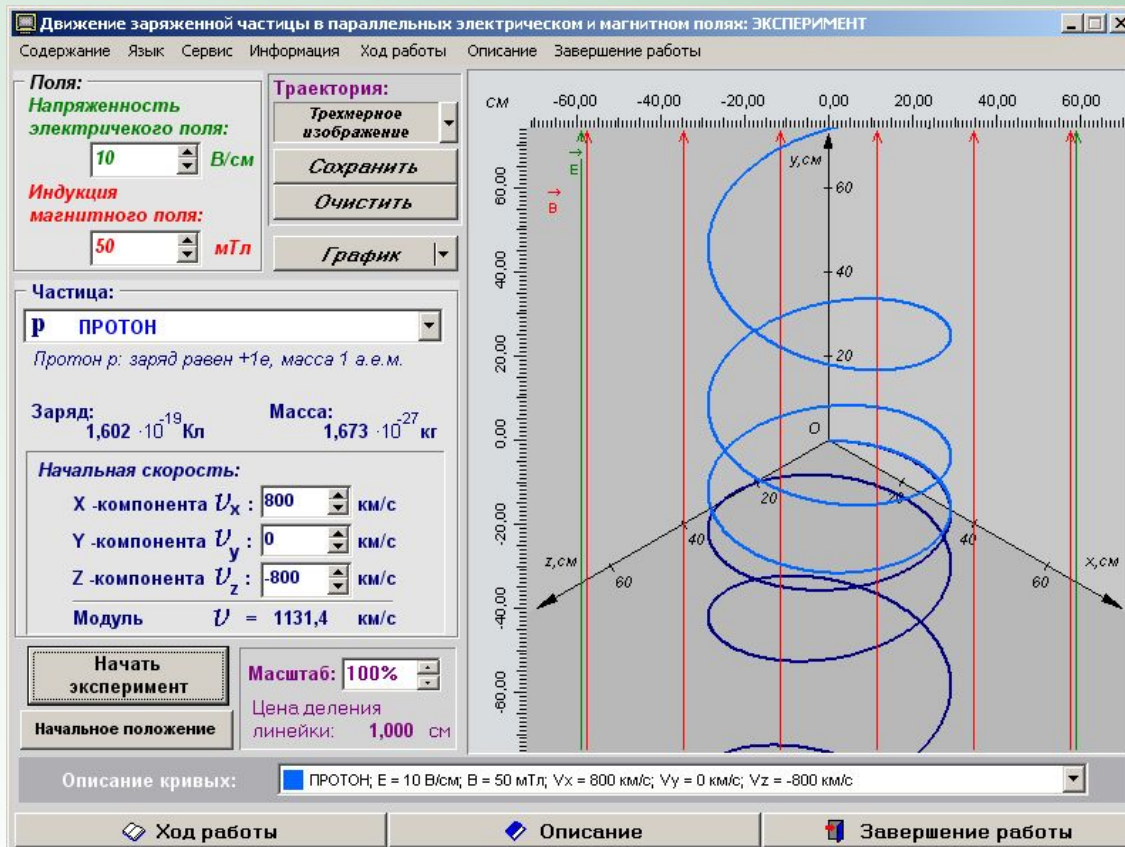 Движение заряженной частицы в параллельных электрическом и магнитном полях: ЭКСПЕРИМЕНТ
Содержание Язык Сервис Информация Ход работы Описание Завершение работы
Поля:
Напряженность
электричекого поля:
10 В/см
Индукция
магнитного поля:
50 мТл
Траектория:
Трехмерное
изображение
Сохранить
Очистить
График
Частица:
p ПРОТОН
Протон p: заряд равен +1e, масса 1 а.е.м.
Заряд: Масса:
1,602 ·10⁻¹⁹ Кл 1,673 ·10⁻²⁷ кг
Начальная скорость:
X -компонента υx : 800 км/с
Y -компонента υy : 0 км/с
Z -компонента υz : -800 км/с
Модуль υ = 1131,4 км/с
Начать
эксперимент
Начальное положение
Масштаб: 100%
Цена деления
линейки: 1,000 см
см -60,00 -40,00 -20,00 0,00 20,00 40,00 60,00
60,00
40,00
20,00
0,00
-20,00
-40,00
-60,00
E
B
y,см
60
40
20
O
20
40
60
z,см
20
40
60
x,см
Описание кривых: ПРОТОН; E = 10 В/см; B = 50 мТл; Vx = 800 км/с; Vy = 0 км/с; Vz = -800 км/с
Ход работы Описание Завершение работы